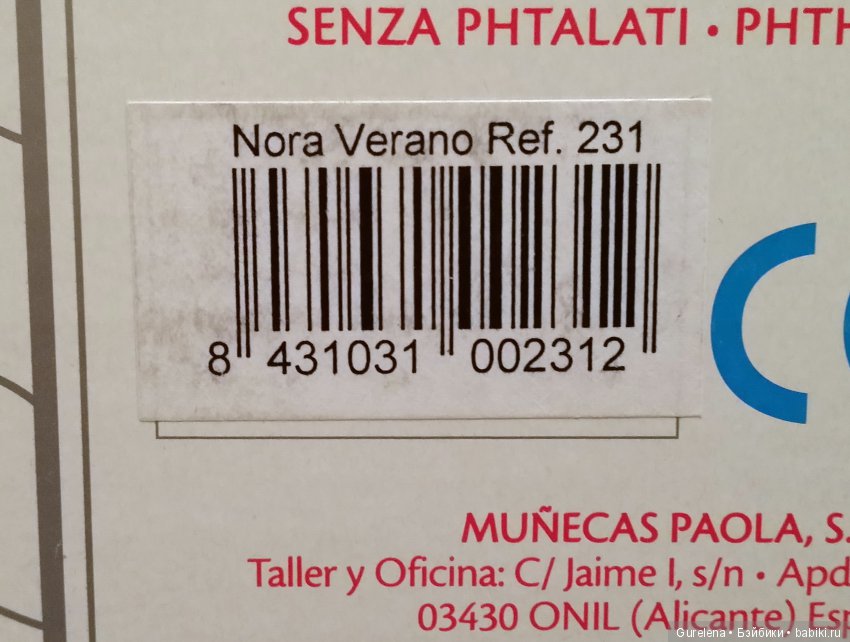 SENZA PHTALATI • PHTH
Nora Verano Ref. 231
8 431031 002312
CE
MUÑECAS PAOLA, S.
Taller y Oficina: C/ Jaime I, s/n • Apd
03430 ONIL (Alicante) Esp
Gurelena • Бэйбики • babiki.ru